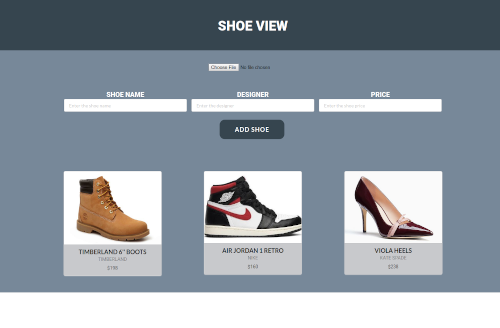 SHOE VIEW
Choose File No file chosen
SHOE NAME DESIGNER PRICE
Enter the shoe name Enter the designer Enter the shoe price
ADD SHOE
TIMBERLAND 6" BOOTS AIR JORDAN 1 RETRO VIOLA HEELS
TIMBERLAND NIKE KATE SPADE
$198 $160